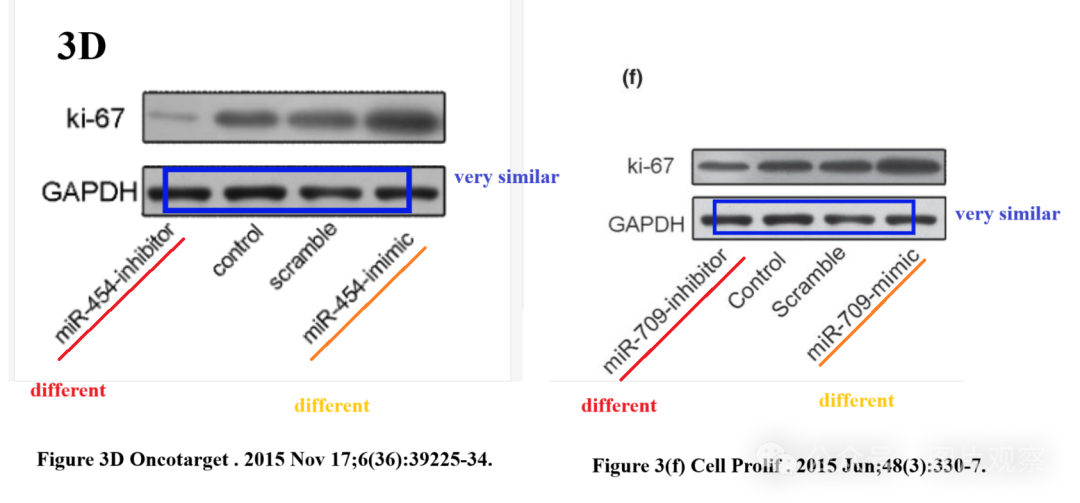 3D
ki-67
GAPDH
very similar
miR-454-inhibitor
control
scramble
miR-454-imimic
different
different
Figure 3D Oncotarget . 2015 Nov 17;6(36):39225-34.
(f)
ki-67
GAPDH
very similar
miR-709-inhibitor
Control
Scramble
miR-709-mimic
different
different
Figure 3(f) Cell Prolif . 2015 Jun;48(3):330-7.